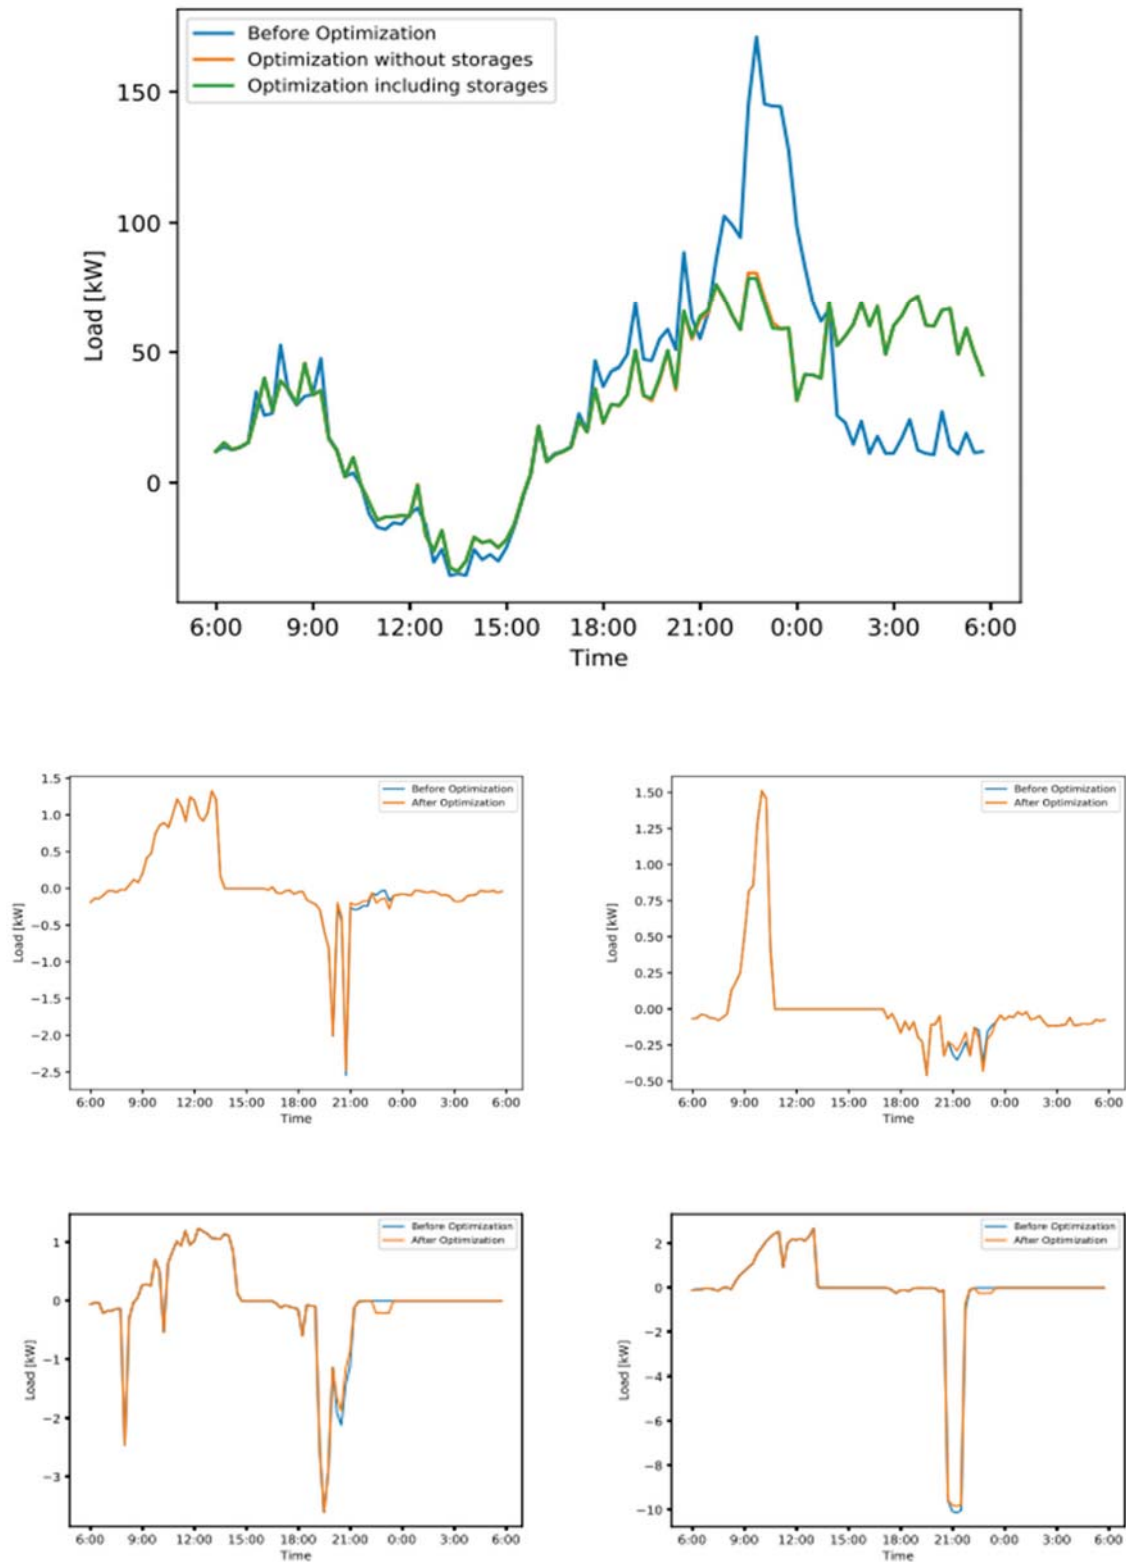 Before Optimization
Optimization without storages
Optimization including storages
150
100
50
0
Load [kW]
6:00 9:00 12:00 15:00 18:00 21:00 0:00 3:00 6:00
Time
1.5
1.0
0.5
0.0
−0.5
−1.0
−1.5
−2.0
−2.5
Load [kW]
Before Optimization
After Optimization
6:00 9:00 12:00 15:00 18:00 21:00 0:00 3:00 6:00
Time
1.50
1.25
1.00
0.75
0.50
0.25
0.00
−0.25
−0.50
Load [kW]
Before Optimization
After Optimization
6:00 9:00 12:00 15:00 18:00 21:00 0:00 3:00 6:00
Time
1
0
−1
−2
−3
Load [kW]
Before Optimization
After Optimization
6:00 9:00 12:00 15:00 18:00 21:00 0:00 3:00 6:00
Time
2
0
−2
−4
−6
−8
−10
Load [kW]
Before Optimization
After Optimization
6:00 9:00 12:00 15:00 18:00 21:00 0:00 3:00 6:00
Time